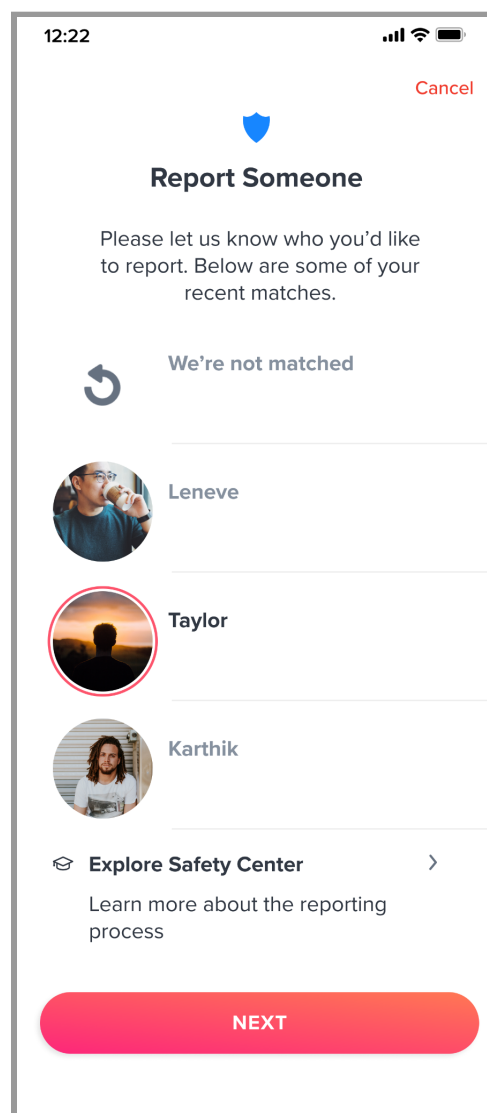 12:22
Cancel
Report Someone
Please let us know who you’d like
to report. Below are some of your
recent matches.
We’re not matched
Leneve
Taylor
Karthik
Explore Safety Center
Learn more about the reporting
process
NEXT